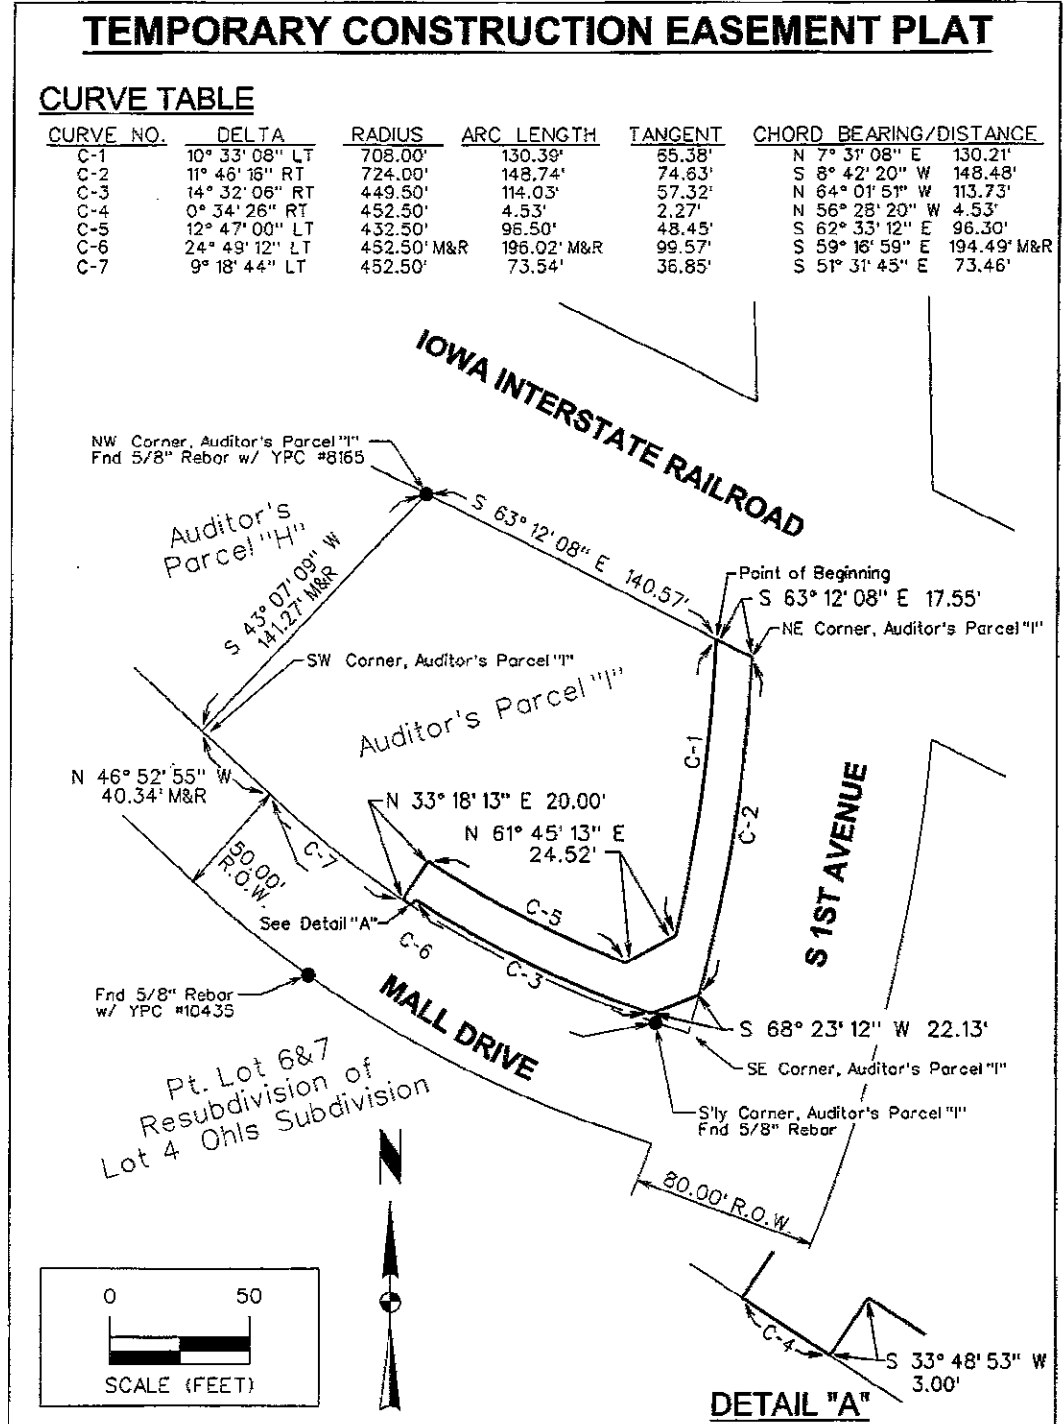 TEMPORARY CONSTRUCTION EASEMENT PLAT
CURVE TABLE
CURVE NO. DELTA RADIUS ARC LENGTH TANGENT CHORD BEARING/DISTANCE
C-1 10° 33' 08" LT 708.00' 130.39' 65.38' N 7° 31' 08" E 130.21'
C-2 11° 46' 16" RT 724.00' 148.74' 74.63' S 8° 42' 20" W 148.48'
C-3 14° 32' 06" RT 449.50' 114.03' 57.32' N 64° 01' 51" W 113.73'
C-4 0° 34' 26" RT 452.50' 4.53' 2.27' N 56° 28' 20" W 4.53'
C-5 12° 47' 00" LT 432.50' 96.50' 48.45' S 62° 33' 12" E 96.30'
C-6 24° 49' 12" LT 452.50' M&R 196.02' M&R 99.57' S 59° 16' 59" E 194.49' M&R
C-7 9° 18' 44" LT 452.50' 73.54' 36.85' S 51° 31' 45" E 73.46'
IOWA INTERSTATE RAILROAD
NW Corner, Auditor's Parcel "I"
Fnd 5/8" Rebar w/ YPC #8165
Auditor's
Parcel "H"
S 63° 12' 08" E 140.57'
S 43° 07' 09" W
141.27' M&R
Point of Beginning
S 63° 12' 08" E 17.55'
NE Corner, Auditor's Parcel "I"
SW Corner, Auditor's Parcel "I"
Auditor's Parcel "I"
C-1
C-2
S 1ST AVENUE
N 46° 52' 55" W
40.34' M&R
N 33° 18' 13" E 20.00'
N 61° 45' 13" E
24.52'
C-7
50.00'
R.O.W.
C-5
See Detail "A"
C-6
C-3
MALL DRIVE
Fnd 5/8" Rebar
w/ YPC #10435
S 68° 23' 12" W 22.13'
SE Corner, Auditor's Parcel "I"
S'ly Corner, Auditor's Parcel "I"
Fnd 5/8" Rebar
Pt. Lot 6&7
Resubdivision of
Lot 4 Ohls Subdivision
N
80.00' R.O.W.
0 50
SCALE (FEET)
C-4
S 33° 48' 53" W
3.00'
DETAIL "A"